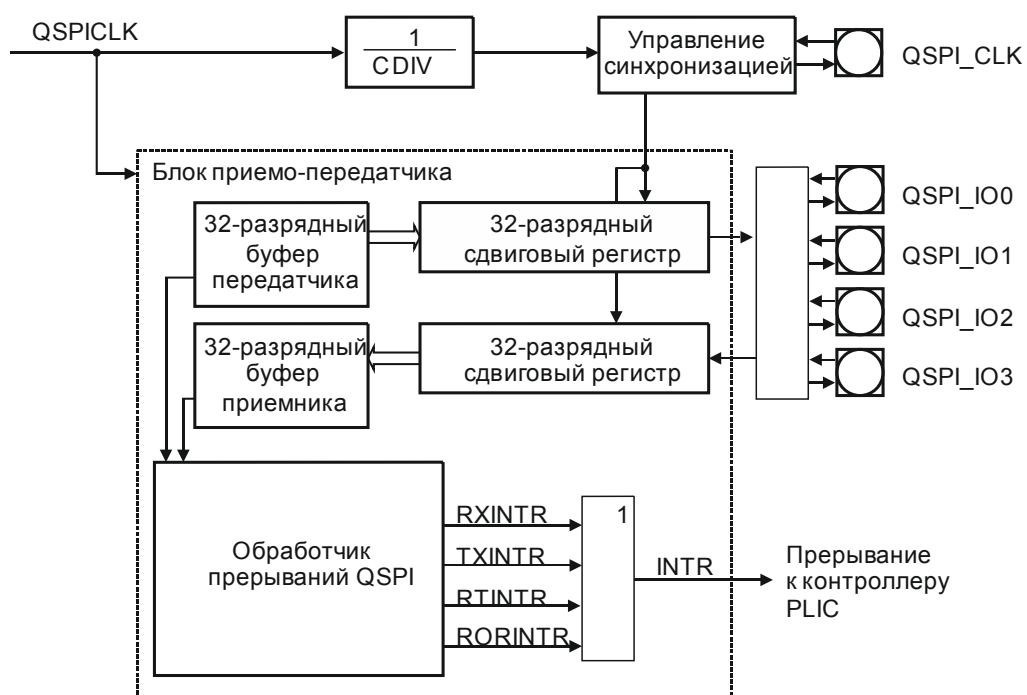 QSPICLK
1
CDIV
Управление
синхронизацией
QSPI_CLK
Блок приемо-передатчика
32-разрядный
буфер
передатчика
32-разрядный
сдвиговый регистр
QSPI_IO0
QSPI_IO1
QSPI_IO2
QSPI_IO3
32-разрядный
буфер
приемника
32-разрядный
сдвиговый регистр
Обработчик
прерываний QSPI
RXINTR
TXINTR
RTINTR
RORINTR
1
INTR
Прерывание
к контроллеру
PLIC